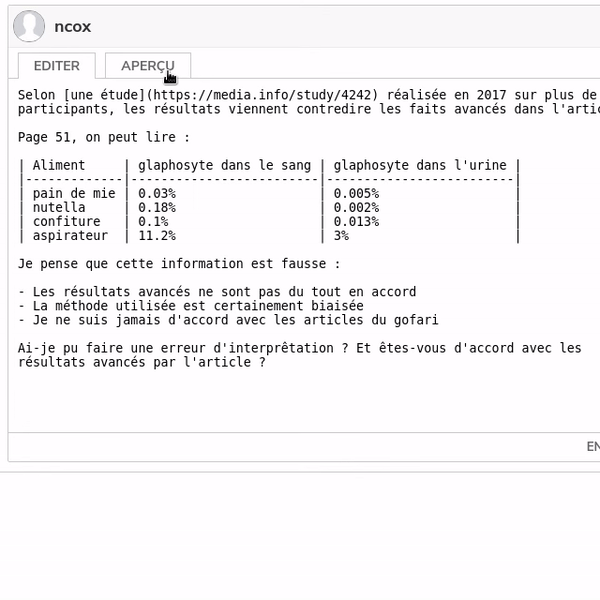 ncox
EDITER
APERÇU
Selon [une étude](https://media.info/study/4242) réalisée en 2017 sur plus de
participants, les résultats viennent contredire les faits avancés dans l'artic
Page 51, on peut lire :
| Aliment | glaphosyte dans le sang | glaphosyte dans l'urine |
|-------------|-------------------------|-------------------------|
| pain de mie | 0.03% | 0.005% |
| nutella | 0.18% | 0.002% |
| confiture | 0.1% | 0.013% |
| aspirateur | 11.2% | 3% |
Je pense que cette information est fausse :
- Les résultats avancés ne sont pas du tout en accord
- La méthode utilisée est certainement biaisée
- Je ne suis jamais d'accord avec les articles du gofari
Ai-je pu faire une erreur d'interprêtation ? Et êtes-vous d'accord avec les
résultats avancés par l'article ?
EN